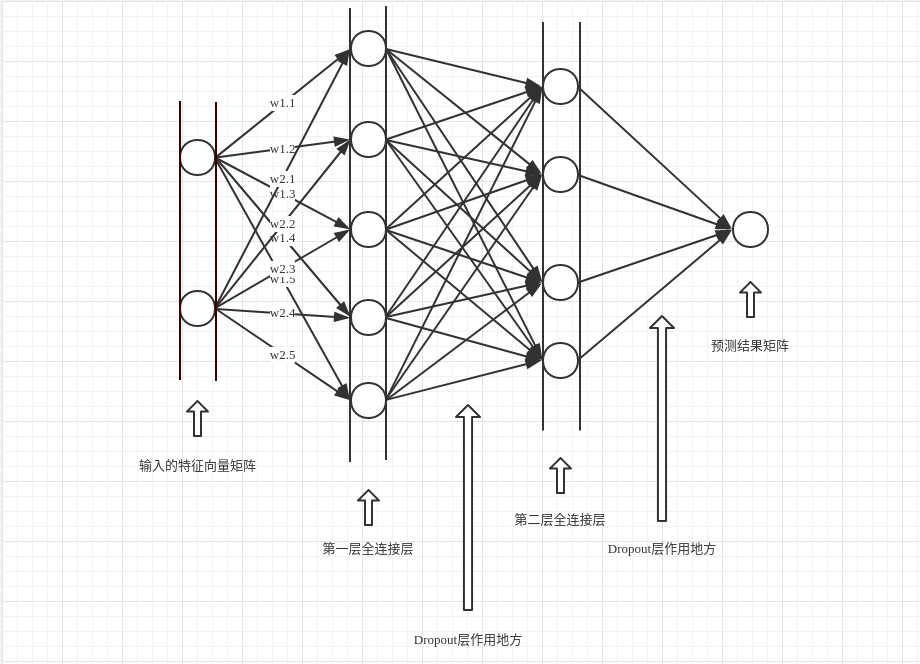 w1.1
w1.2
w2.1
w1.3
w2.2
w1.4
w2.3
w1.5
w2.4
w2.5
预测结果矩阵
输入的特征向量矩阵
第二层全连接层
第一层全连接层
Dropout层作用地方
Dropout层作用地方